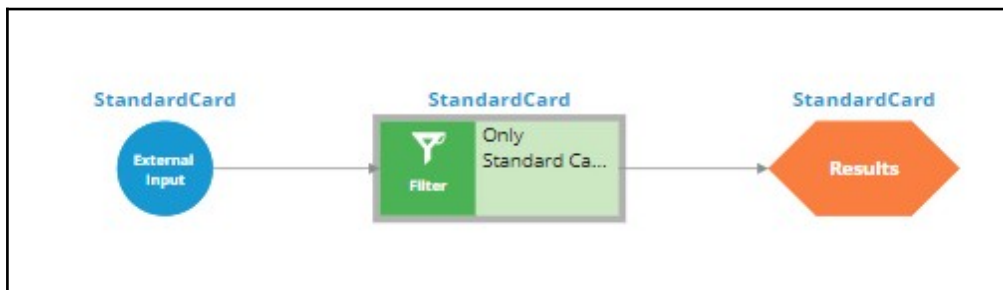 StandardCard
StandardCard
StandardCard
External
Input
Filter
Only
Standard Ca...
Results